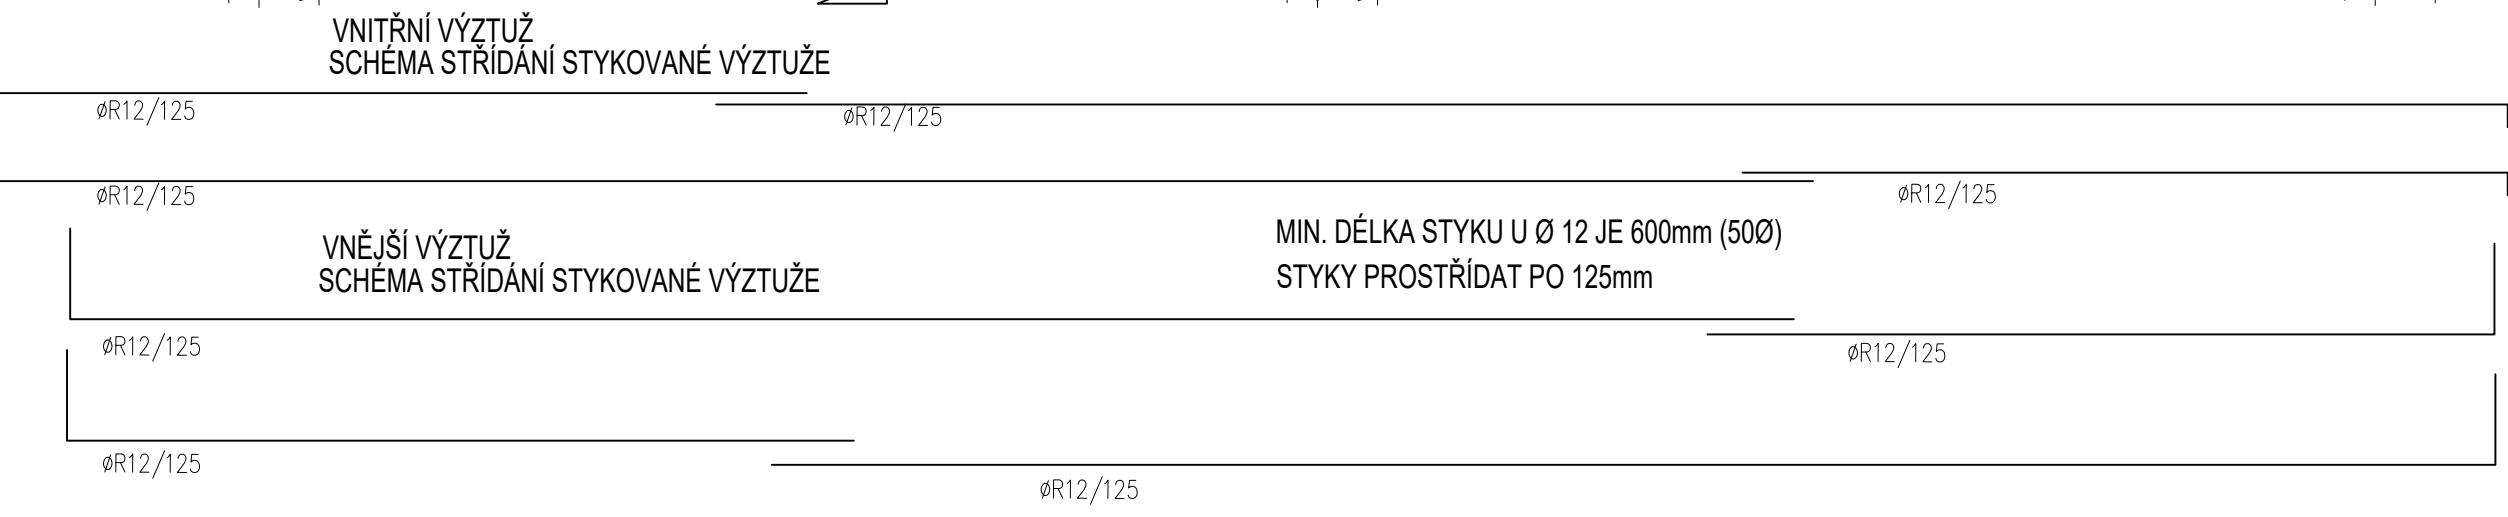 VNITŘNÍ VÝZTUŽ
SCHÉMA STŘÍDÁNÍ STYKOVANÉ VÝZTUŽE
øR12/125
øR12/125
øR12/125
øR12/125
VNĚJŠÍ VÝZTUŽ
SCHÉMA STŘÍDÁNÍ STYKOVANÉ VÝZTUŽE
MIN. DÉLKA STYKU U Ø 12 JE 600mm (50Ø)
STYKY PROSTŘÍDAT PO 125mm
øR12/125
øR12/125
øR12/125
øR12/125